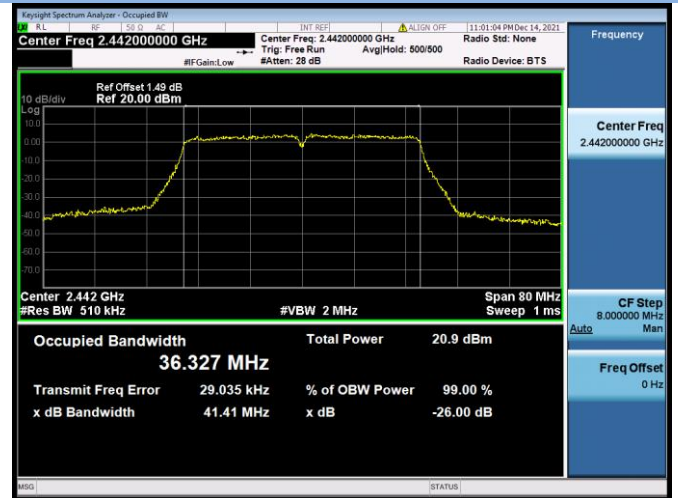 Keysight Spectrum Analyzer - Occupied BW
LXI RL RF 50 Ω AC INT REF ALIGN OFF 11:01:04 PM Dec 14, 2021
Center Freq 2.442000000 GHz
Center Freq: 2.442000000 GHz
Radio Std: None
Trig: Free Run Avg|Hold: 500/500
#IFGain:Low #Atten: 28 dB Radio Device: BTS
Ref Offset 1.49 dB
10 dB/div Ref 20.00 dBm
Log
10.0
0.00
-10.0
-20.0
-30.0
-40.0
-50.0
-60.0
-70.0
Center 2.442 GHz Span 80 MHz
#Res BW 510 kHz #VBW 2 MHz Sweep 1 ms
Occupied Bandwidth Total Power 20.9 dBm
36.327 MHz
Transmit Freq Error 29.035 kHz % of OBW Power 99.00 %
x dB Bandwidth 41.41 MHz x dB -26.00 dB
MSG STATUS
Frequency
Center Freq
2.442000000 GHz
CF Step
8.000000 MHz
Auto Man
Freq Offset
0 Hz